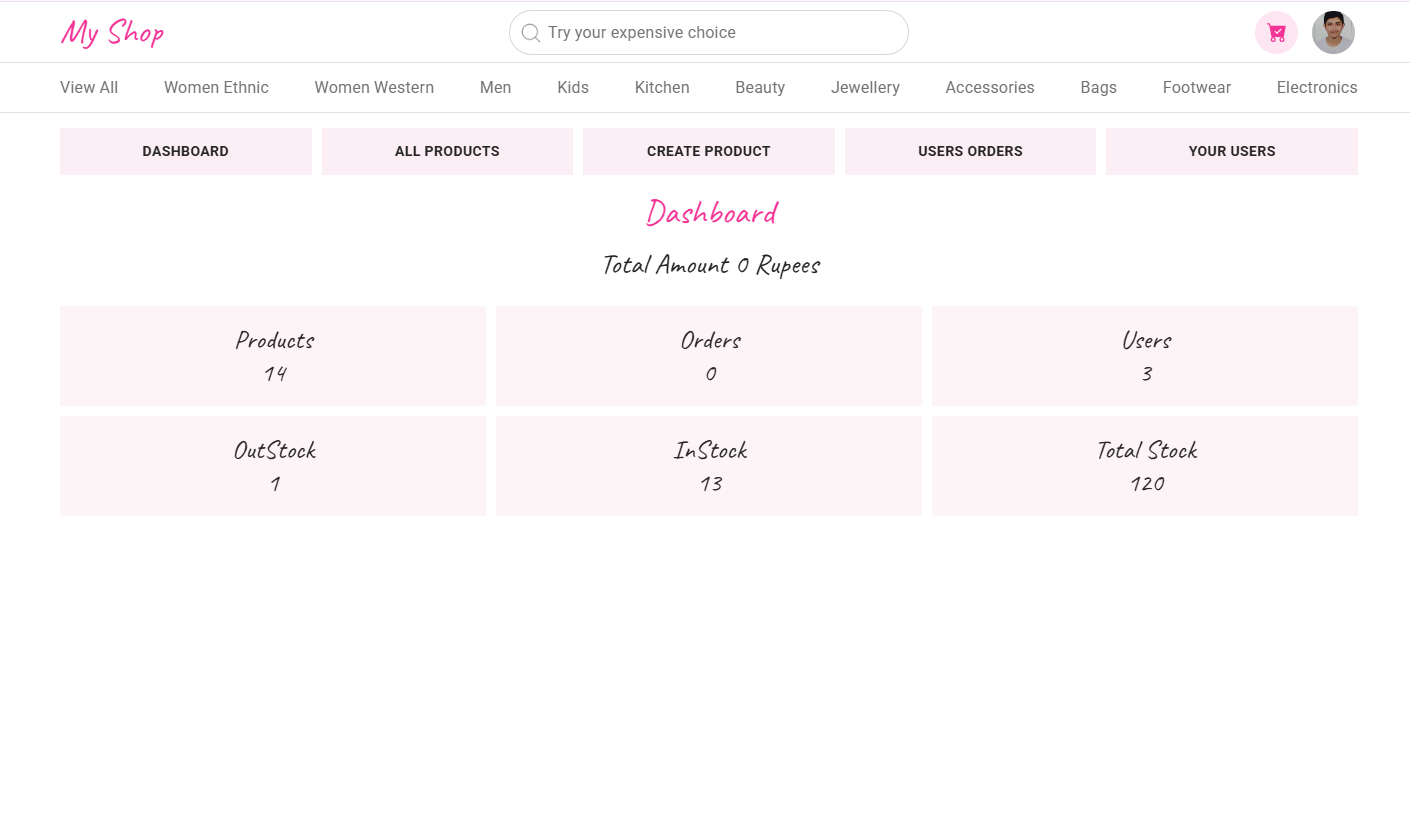 My Shop
Try your expensive choice
View All Women Ethnic Women Western Men Kids Kitchen Beauty Jewellery Accessories Bags Footwear Electronics
DASHBOARD ALL PRODUCTS CREATE PRODUCT USERS ORDERS YOUR USERS
Dashboard
Total Amount 0 Rupees
Products Orders Users
14 0 3
OutStock InStock Total Stock
1 13 120